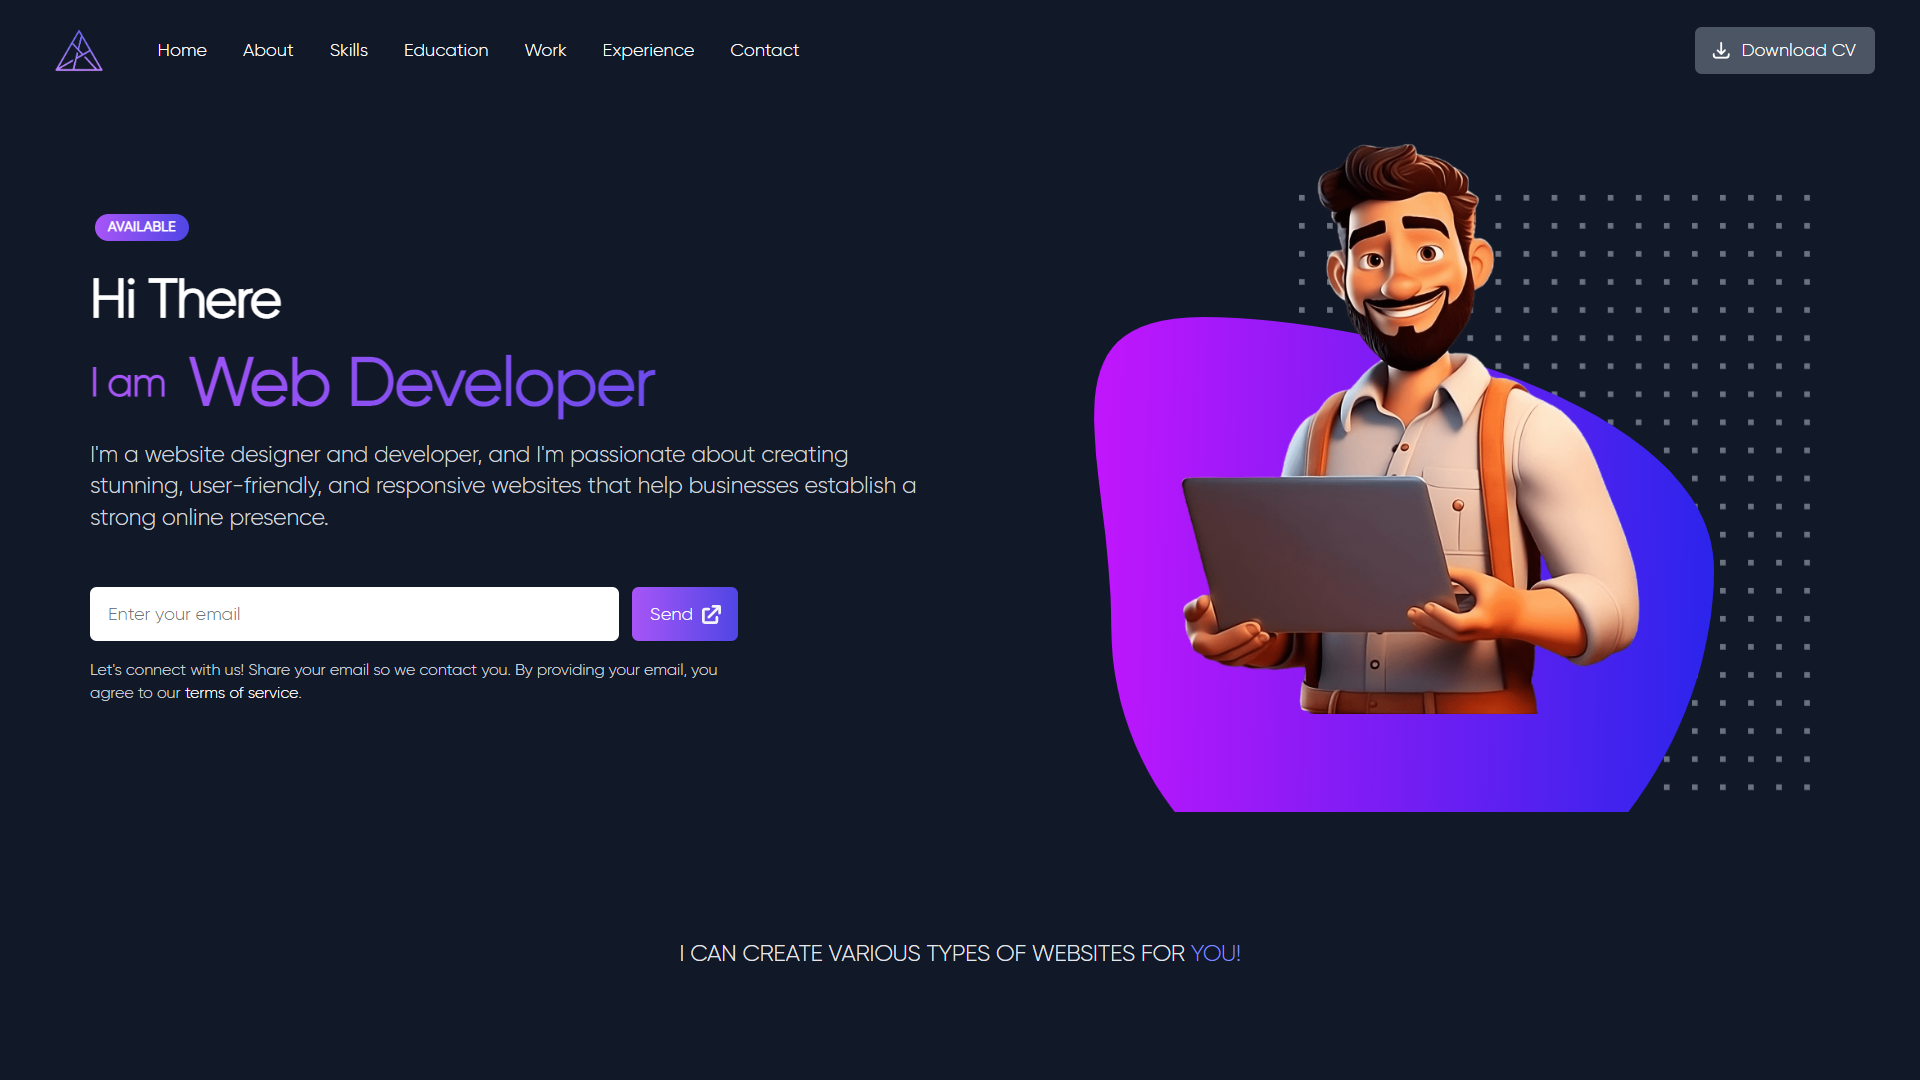 Home
About
Skills
Education
Work
Experience
Contact
Download CV
AVAILABLE
Hi There
I am Web Developer
I'm a website designer and developer, and I'm passionate about creating
stunning, user-friendly, and responsive websites that help businesses establish a
strong online presence.
Enter your email
Send
Let's connect with us! Share your email so we contact you. By providing your email, you
agree to our terms of service.
I CAN CREATE VARIOUS TYPES OF WEBSITES FOR YOU!